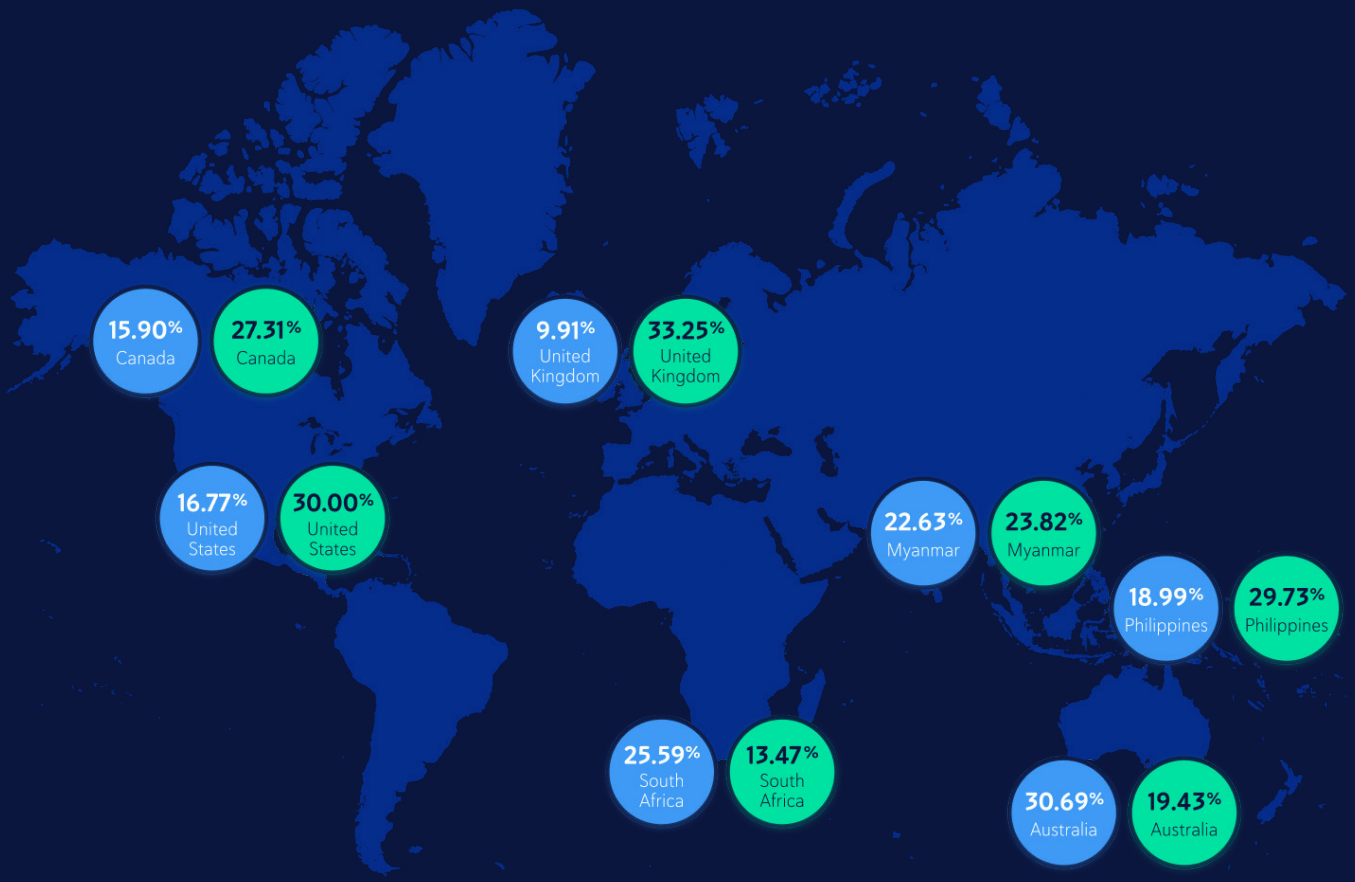 15.90%
Canada
27.31%
Canada
9.91%
United
Kingdom
33.25%
United
Kingdom
16.77%
United
States
30.00%
United
States
22.63%
Myanmar
23.82%
Myanmar
18.99%
Philippines
29.73%
Philippines
25.59%
South
Africa
13.47%
South
Africa
30.69%
Australia
19.43%
Australia